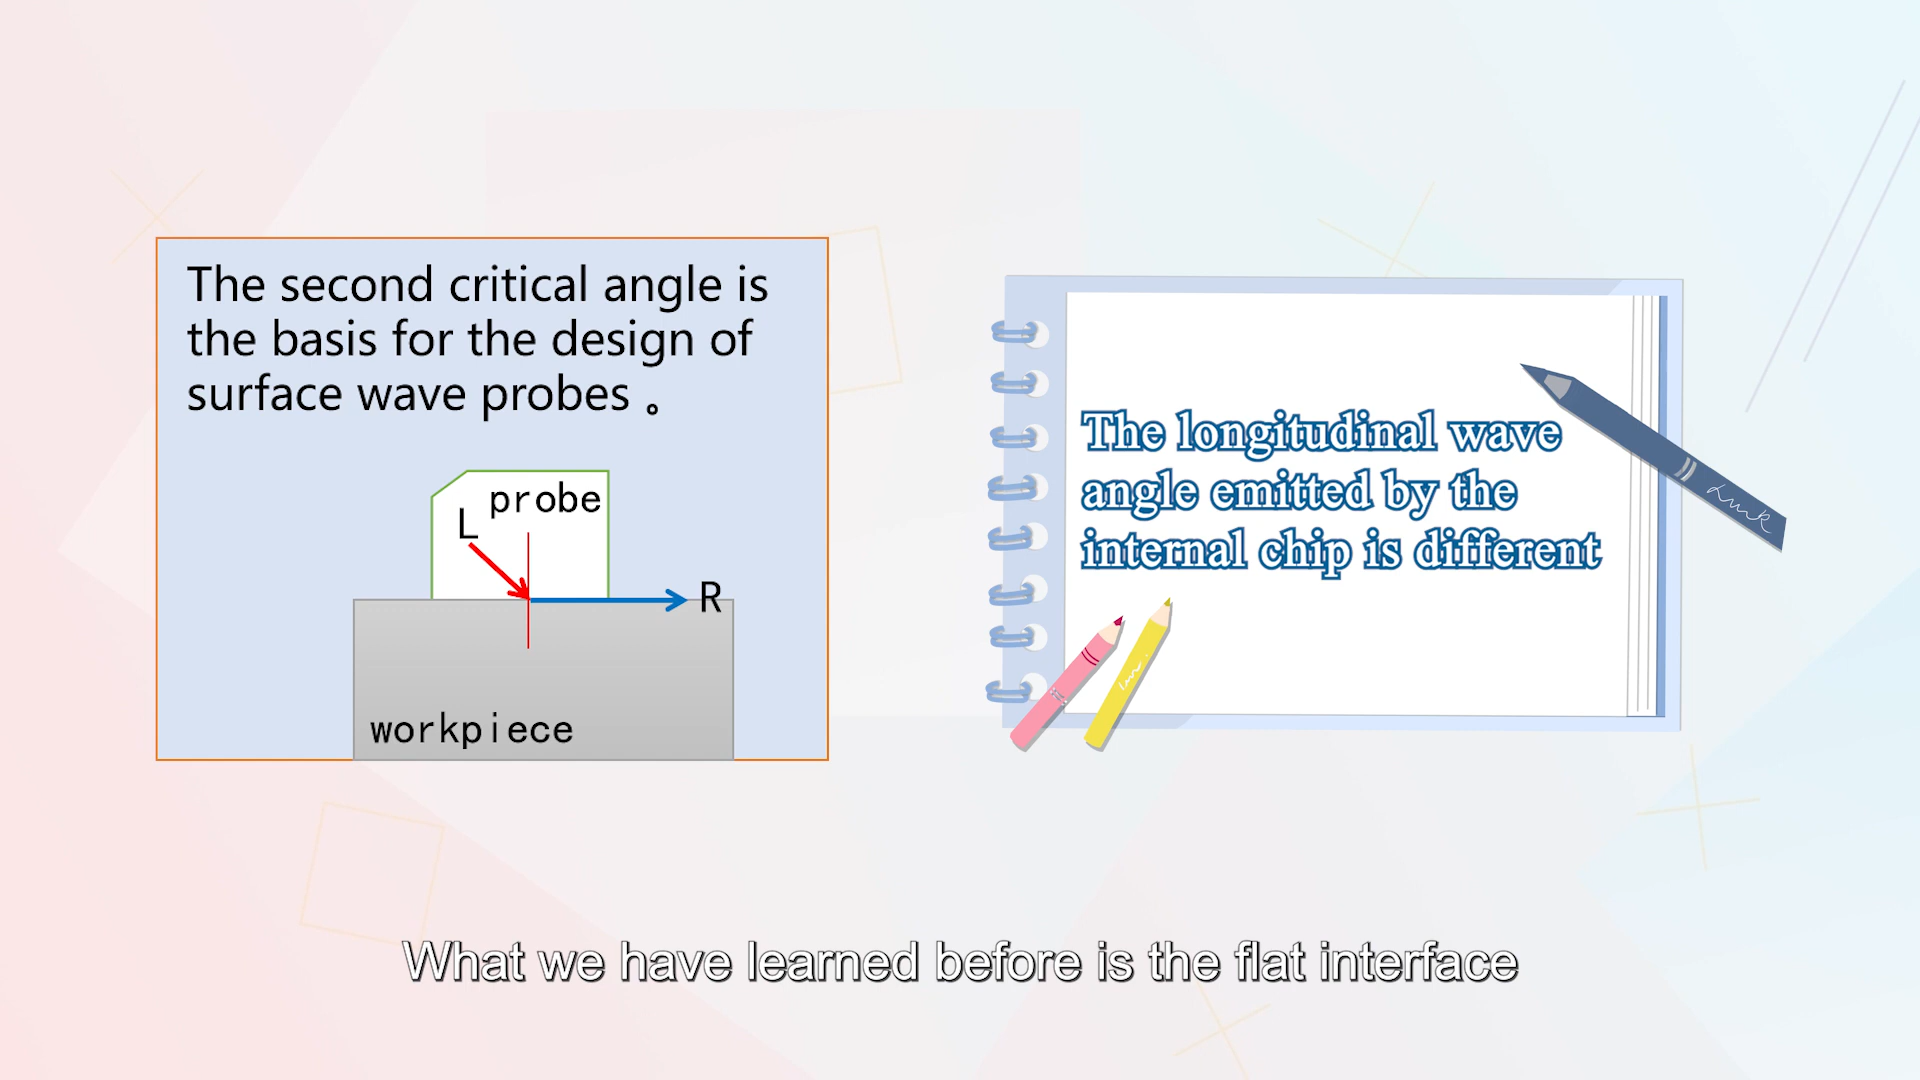 The second critical angle is
the basis for the design of
surface wave probes 。
probe
L
R
workpiece
The longitudinal wave
angle emitted by the
internal chip is different
What we have learned before is the flat interface